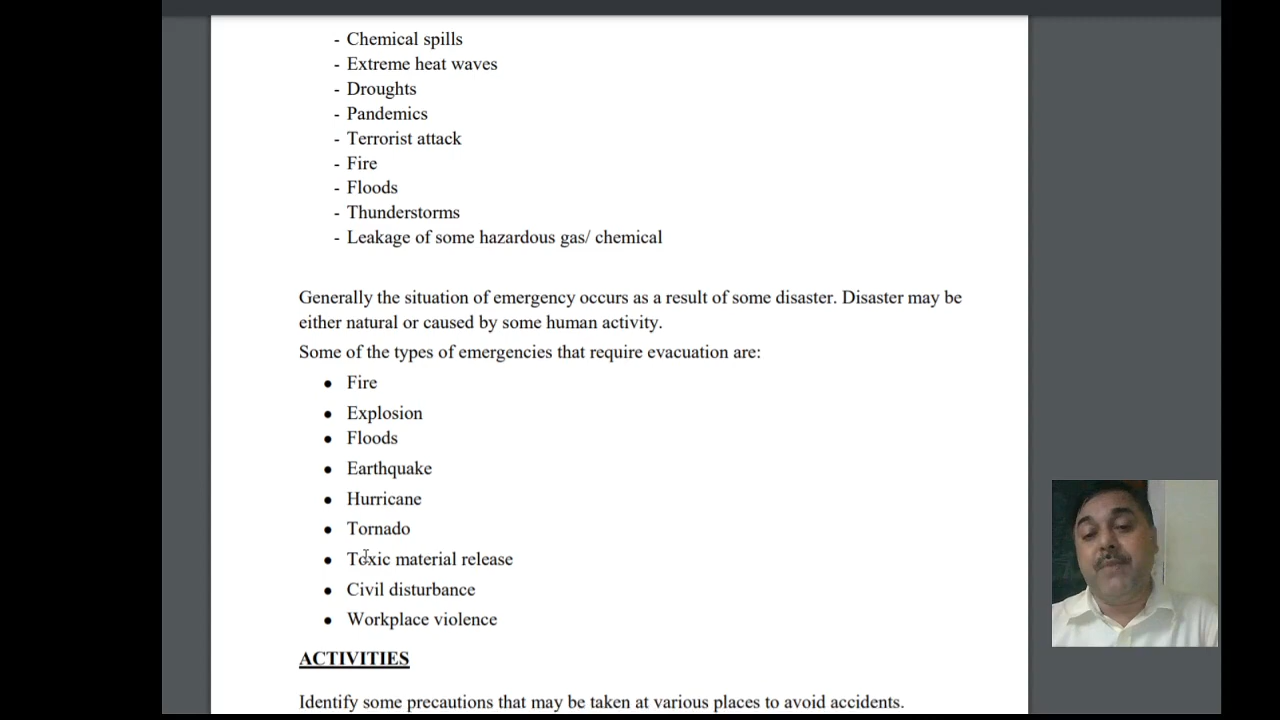 - Chemical spills
- Extreme heat waves
- Droughts
- Pandemics
- Terrorist attack
- Fire
- Floods
- Thunderstorms
- Leakage of some hazardous gas/ chemical
Generally the situation of emergency occurs as a result of some disaster. Disaster may be
either natural or caused by some human activity.
Some of the types of emergencies that require evacuation are:
• Fire
• Explosion
• Floods
• Earthquake
• Hurricane
• Tornado
• Toxic material release
• Civil disturbance
• Workplace violence
ACTIVITIES
Identify some precautions that may be taken at various places to avoid accidents.